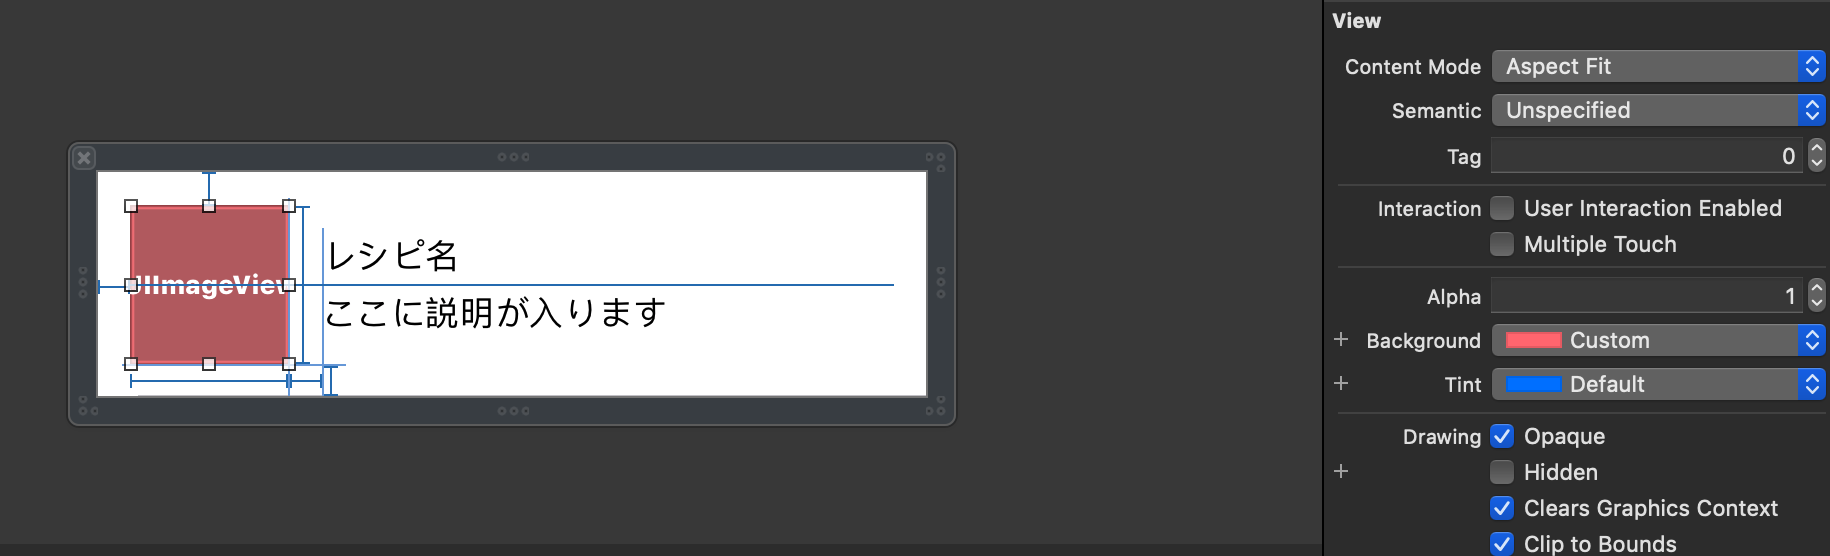 UIImageView
レシピ名
ここに説明が入ります
View
Content Mode Aspect Fit
Semantic Unspecified
Tag 0
Interaction User Interaction Enabled
Multiple Touch
Alpha 1
+ Background Custom
+ Tint Default
Drawing Opaque
+ Hidden
Clears Graphics Context
Clip to Bounds